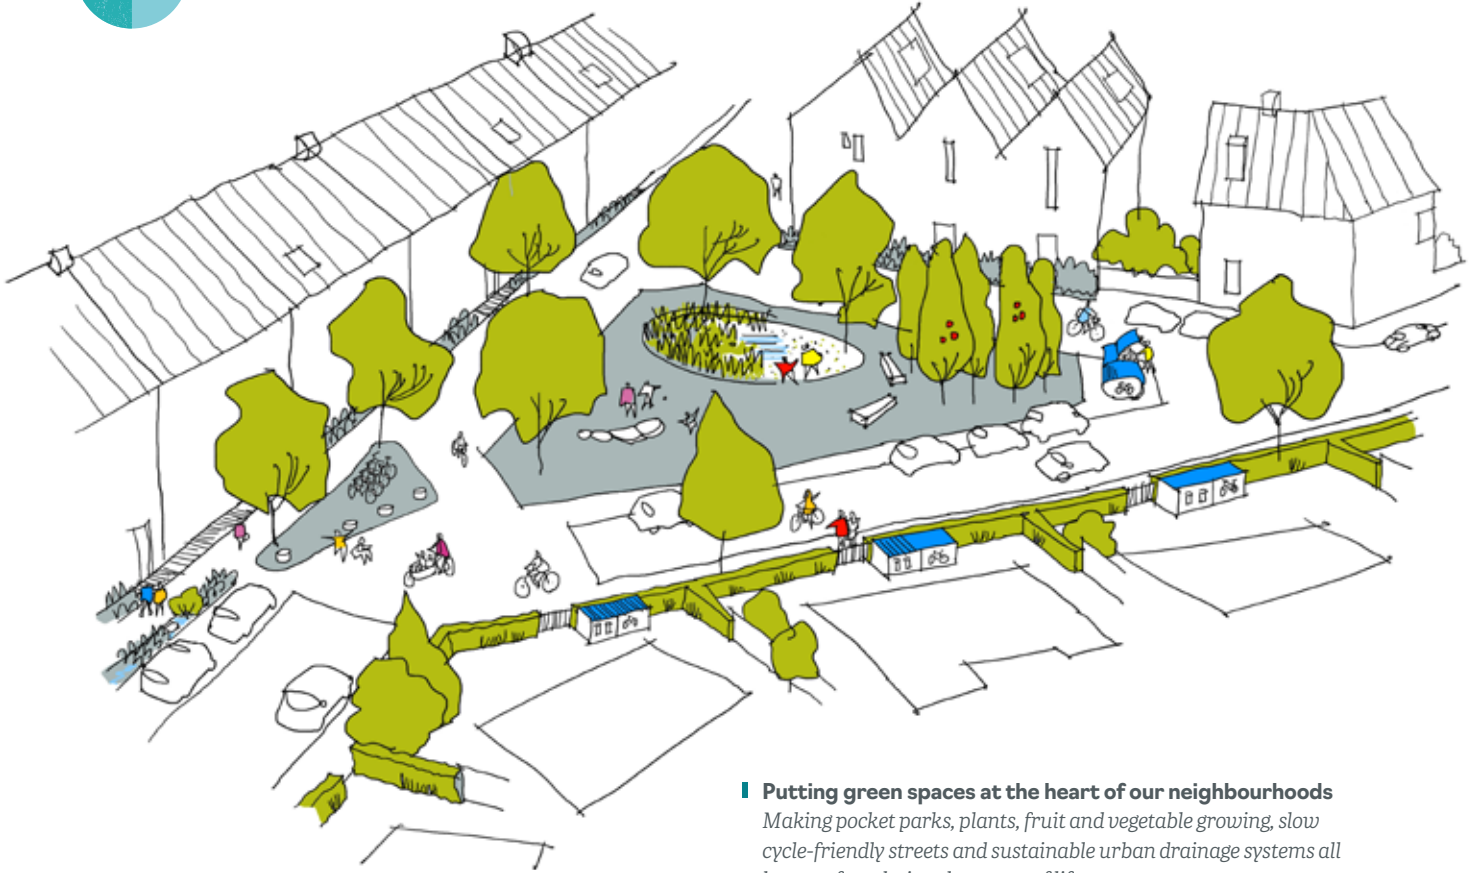 Putting green spaces at the heart of our neighbourhoods
Making pocket parks, plants, fruit and vegetable growing, slow
cycle-friendly streets and sustainable urban drainage systems all